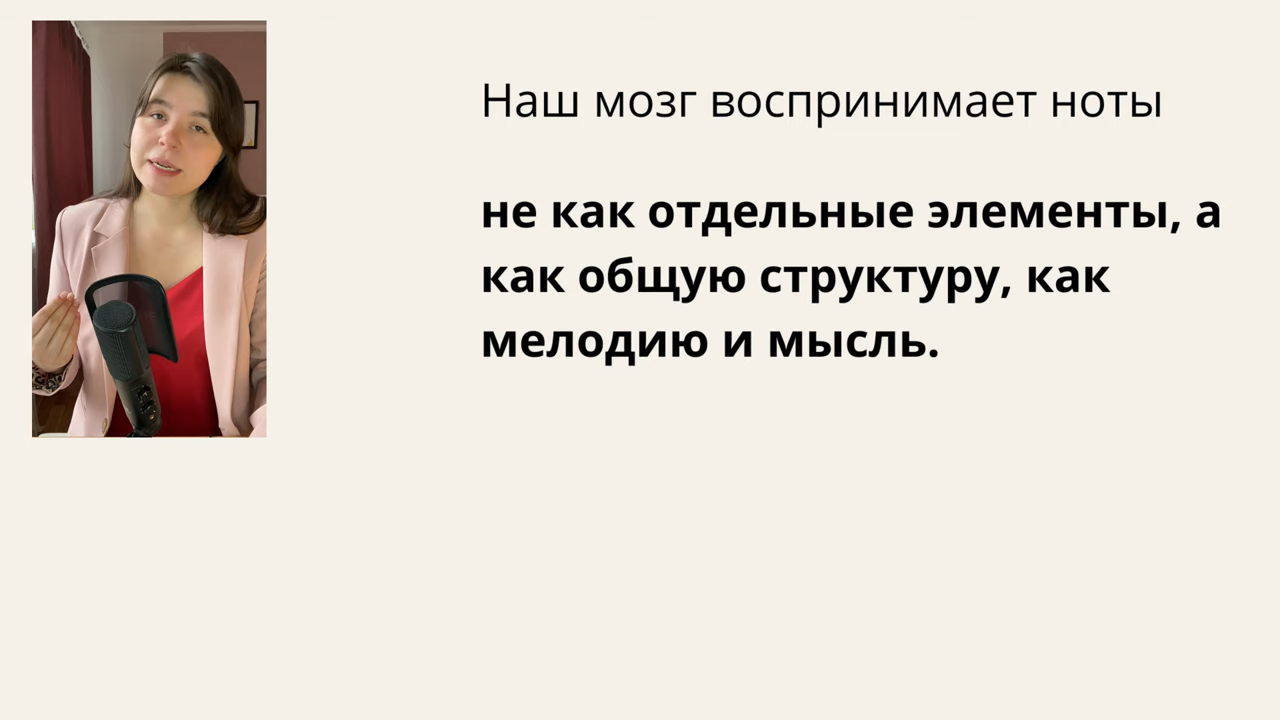 Наш мозг воспринимает ноты
не как отдельные элементы, а
как общую структуру, как
мелодию и мысль.